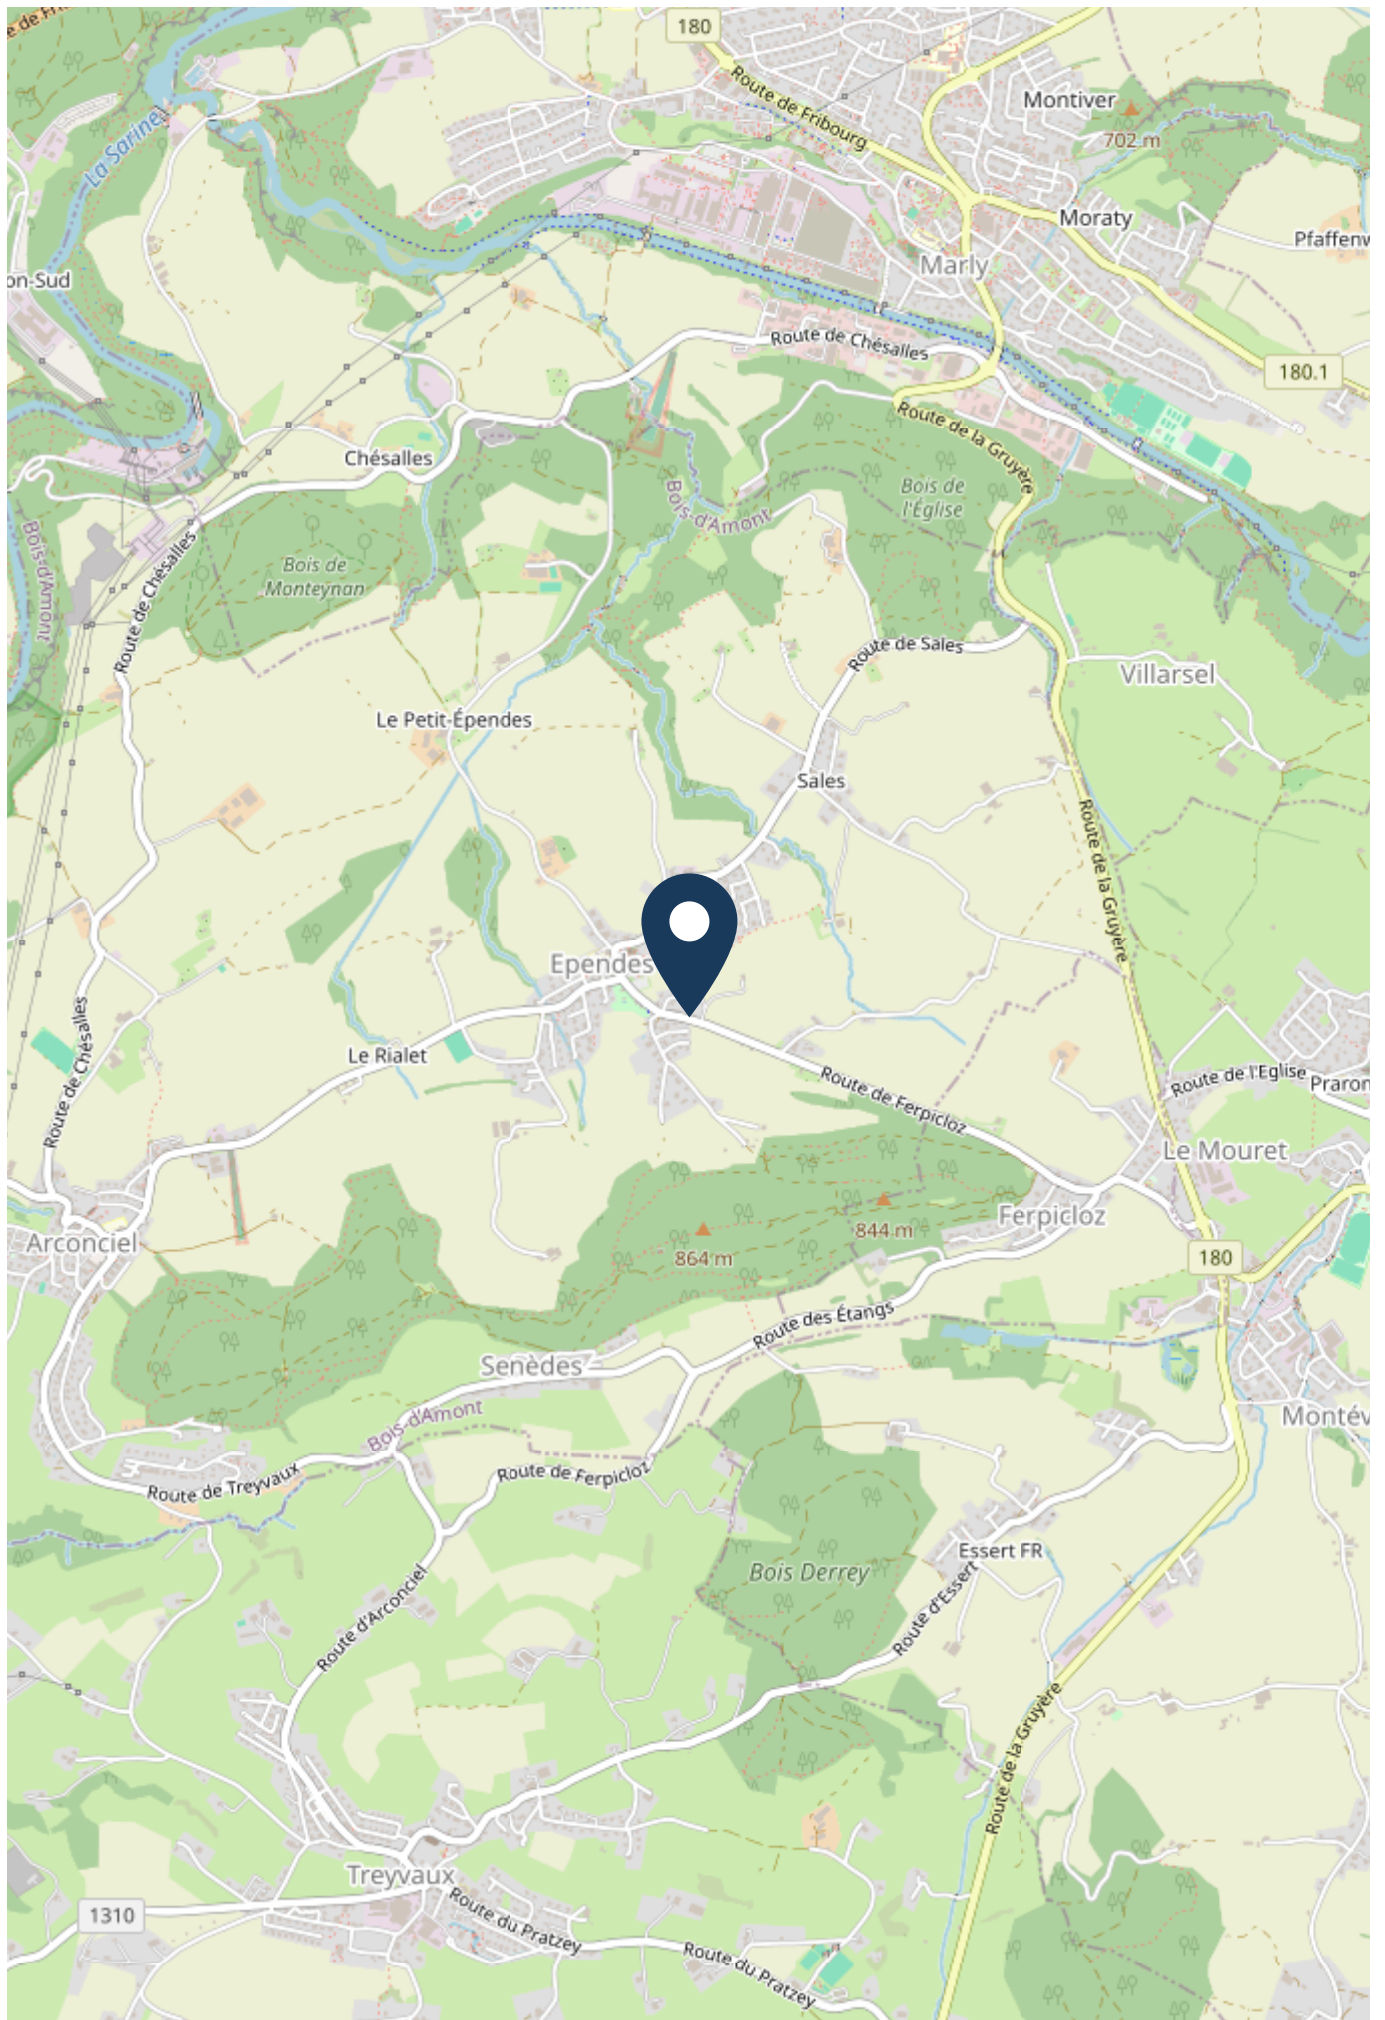 180
Route de Fribourg
Montiver
702 m
La Sarine
Moraty
Pfaffenw
Marly
on-Sud
Route de Chésalles
180.1
Route de la Gruyère
Chésalles
Bois de
l'Église
Bois-d'Amont
Bois-d'Amont
Bois de
Monteynan
Route de Chésalles
Route de Sales
Villarsel
Le Petit-Épendes
Sales
Route de la Gruyère
Ependes
Route de Chésalles
Le Rialet
Route de Ferpicloz
Route de l'Eglise
Praron
Le Mouret
Ferpicloz
Arconciel
844 m
864 m
180
Route des Étangs
Senèdes
Bois-d'Amont
Montév
Route de Treyvaux
Route de Ferpicloz
Essert FR
Bois Derrey
Route d'Essert
Route d'Arconciel
Route de la Gruyère
Treyvaux
1310
Route du Pratzey
Route du Pratzey